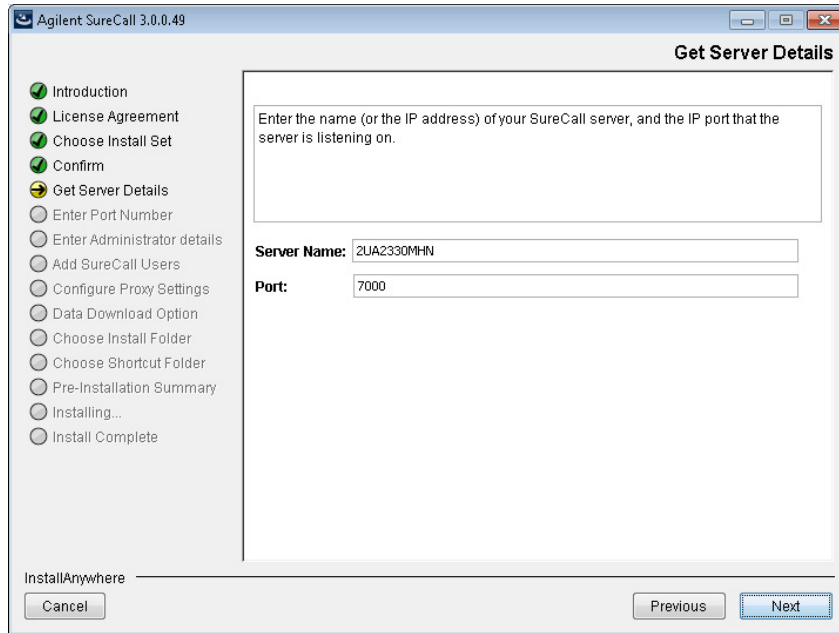 Agilent SureCall 3.0.0.49
Get Server Details
Introduction
License Agreement
Choose Install Set
Confirm
Get Server Details
Enter Port Number
Enter Administrator details
Add SureCall Users
Configure Proxy Settings
Data Download Option
Choose Install Folder
Choose Shortcut Folder
Pre-Installation Summary
Installing...
Install Complete
Enter the name (or the IP address) of your SureCall server, and the IP port that the
server is listening on.
Server Name: 2UA2330MHN
Port: 7000
InstallAnywhere
Cancel Previous Next